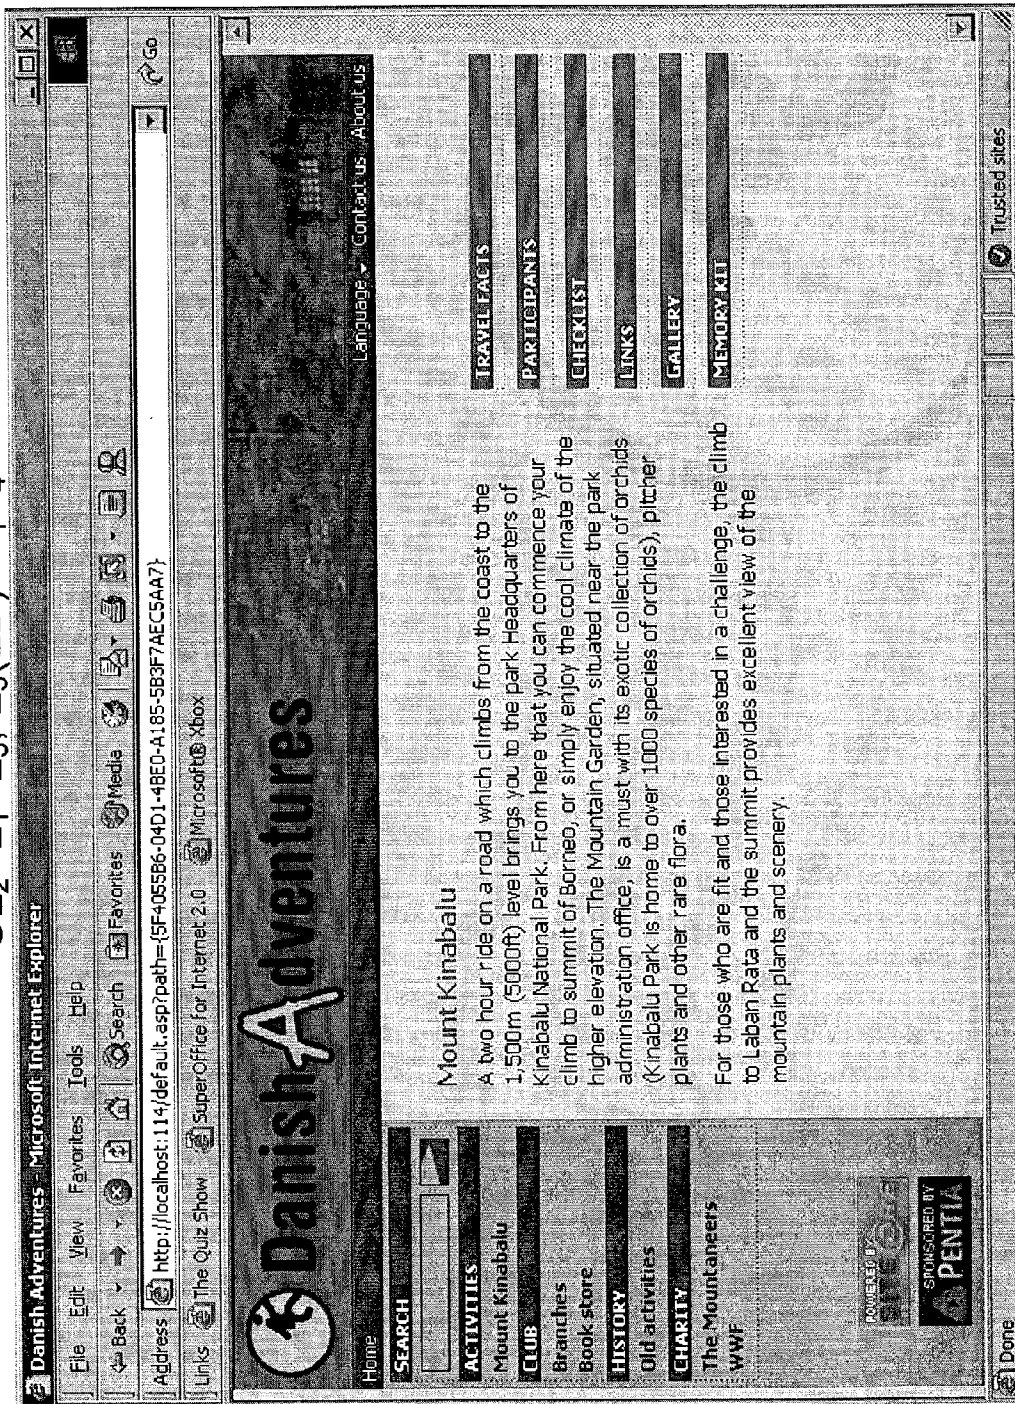 Danish Adventures - Microsoft Internet Explorer
File Edit View Favorites Tools Help
Back Search Favorites Media
Address http://localhost:114/default.asp?path={5F4055B6-04D1-4BE0-A185-5B3F7AEC5AA7} Go
Links The Quiz Show SuperOffice for Internet 2.0 Microsoft® Xbox
Danish Adventures
Home Language Contact us About us
SEARCH
ACTIVITIES
Mount Kinabalu
CLUB
Branches
Book store
HISTORY
Old activities
CHARITY
The Mountaneers
WWF
POWERED BY
SITECORE
SPONSORED BY
PENTIA
Mount Kinabalu
A two hour ride on a road which climbs from the coast to the
1,500m (5000ft) level brings you to the park Headquarters of
Kinabalu National Park. From here that you can commence your
climb to summit of Borneo, or simply enjoy the cool climate of the
higher elevation. The Mountain Garden, situated near the park
administration office, is a must with its exotic collection of orchids
(Kinabalu Park is home to over 1000 species of orchids), pitcher
plants and other rare flora.
For those who are fit and those interested in a challenge, the climb
to Laban Rata and the summit provides excellent view of the
mountain plants and scenery.
TRAVEL FACTS
PARTICIPANTS
CHECKLIST
LINKS
GALLERY
MEMORY KIT
Done Trusted sites